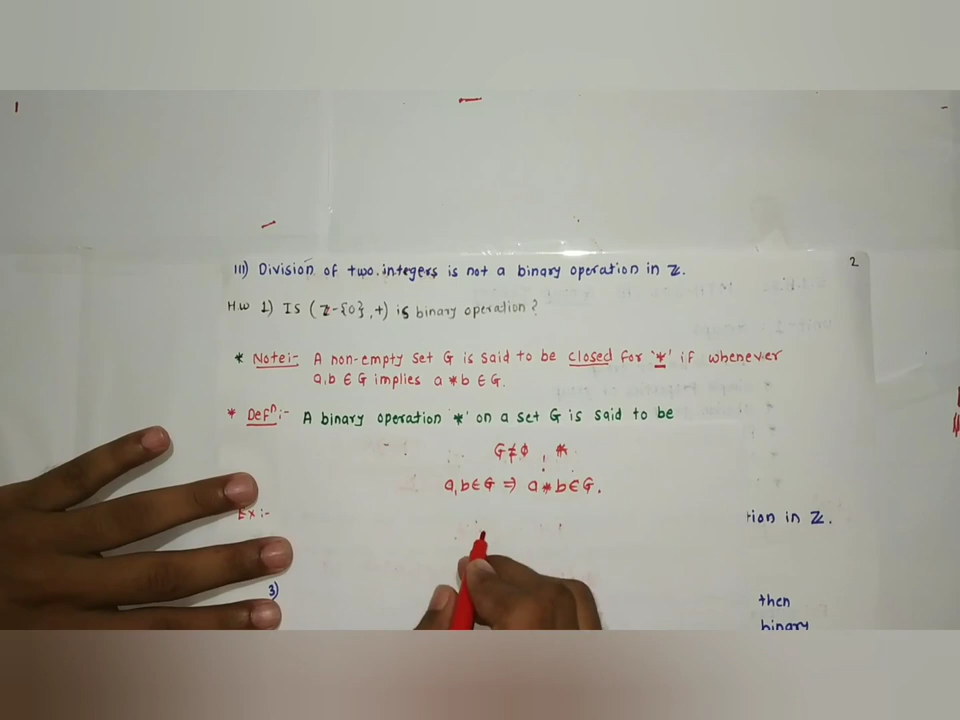 2
III) Division of two integers is not a binary operation in Z.
H.W 1) IS (Z-{0}, +) is binary operation?
* Note:- A non-empty set G is said to be closed for '*' if whenever
a,b ∈ G implies a * b ∈ G.
* Defⁿ:- A binary operation '*' on a set G is said to be
G ≠ ϕ , *
a,b ∈ G ⇒ a * b ∈ G.
Ex:-
tion in Z.
3)
then
binary